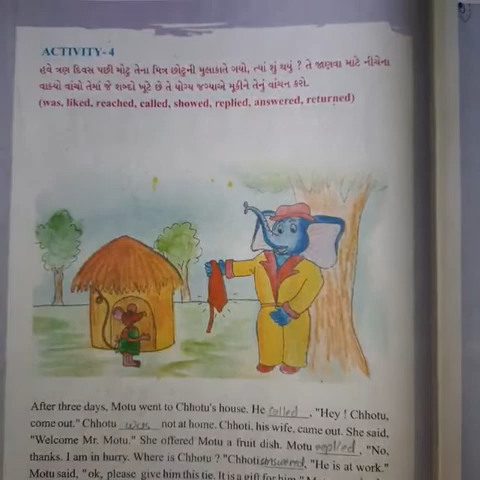 ACTIVITY-4
હવે ત્રણ દિવસ પછી મોટુ તેના મિત્ર છોટુની મુલાકાતે ગયો, ત્યાં શું થયું ? તે જાણવા માટે નીચેના
વાક્યો વાંચો તેમાં જે શબ્દો ખૂટે છે તે યોગ્ય જગ્યાએ મૂકીને તેનું વાંચન કરો.
(was, liked, reached, called, showed, replied, answered, returned)
After three days, Motu went to Chhotu's house. He called, "Hey ! Chhotu,
come out." Chhotu was not at home. Chhoti, his wife, came out. She said,
"Welcome Mr. Motu." She offered Motu a fruit dish. Motu replied, "No,
thanks. I am in hurry. Where is Chhotu ? "Chhoti answered, "He is at work."
Motu said, "ok, please give him this tie. It is a gift for him."